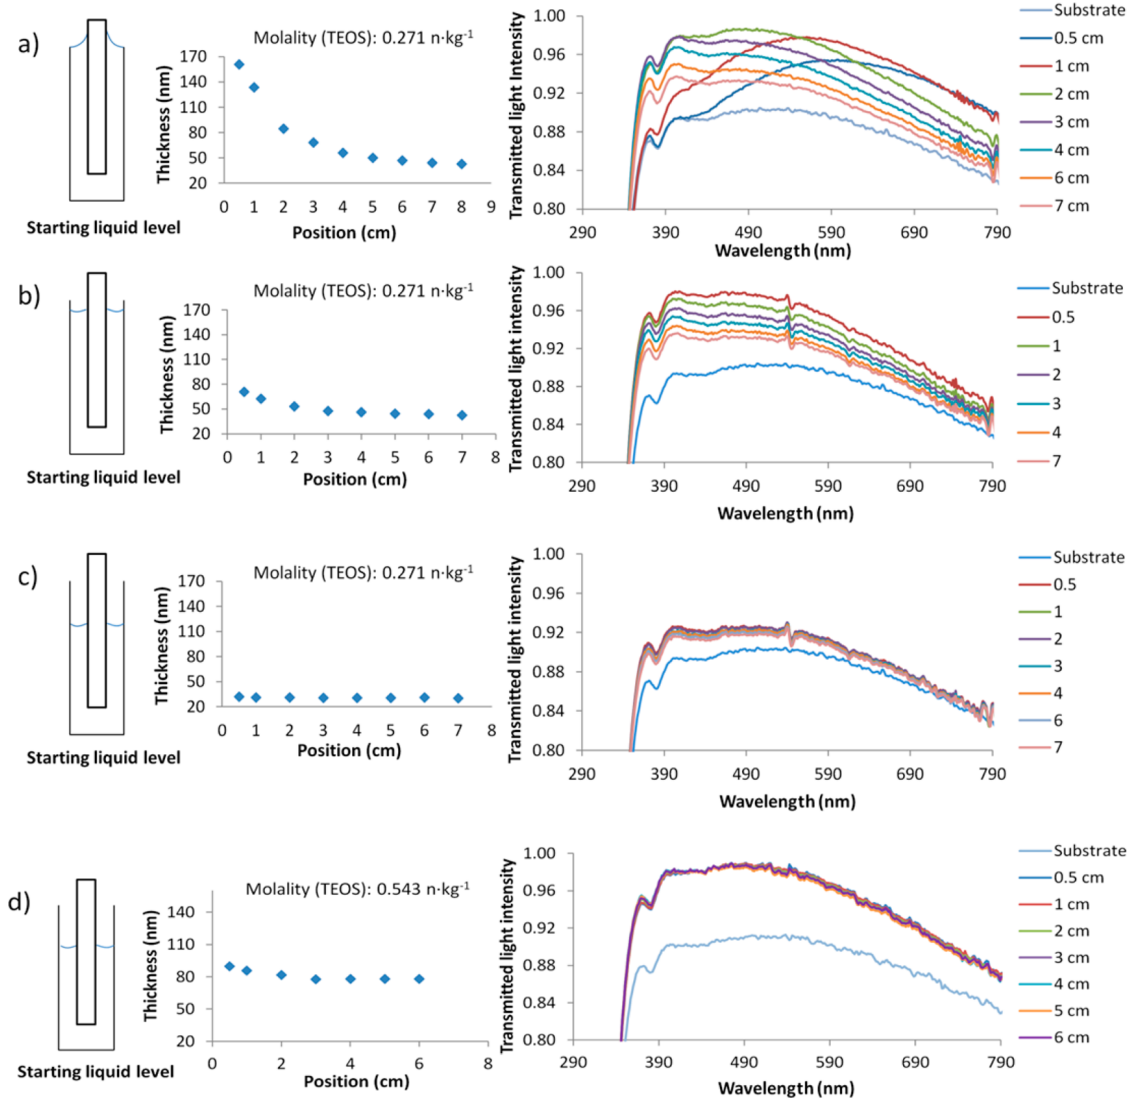 a)
Molality (TEOS): 0.271 n·kg-1
Thickness (nm)
170
140
110
80
50
20
0 1 2 3 4 5 6 7 8 9
Position (cm)
Starting liquid level
Transmitted light Intensity
1.00
0.96
0.92
0.88
0.84
0.80
290 390 490 590 690 790
Wavelength (nm)
Substrate
0.5 cm
1 cm
2 cm
3 cm
4 cm
6 cm
7 cm
b)
Molality (TEOS): 0.271 n·kg-1
Thickness (nm)
170
140
110
80
50
20
0 1 2 3 4 5 6 7 8
Position (cm)
Starting liquid level
Transmitted light intensity
1.00
0.96
0.92
0.88
0.84
0.80
290 390 490 590 690 790
Wavelength (nm)
Substrate
0.5
1
2
3
4
7
c)
Molality (TEOS): 0.271 n·kg-1
Thickness (nm)
170
140
110
80
50
20
0 1 2 3 4 5 6 7 8
Position (cm)
Starting liquid level
Transmitted light intensity
1.00
0.96
0.92
0.88
0.84
0.80
290 390 490 590 690 790
Wavelength (nm)
Substrate
0.5
1
2
3
4
6
7
d)
Molality (TEOS): 0.543 n·kg-1
Thickness (nm)
140
110
80
50
20
0 2 4 6 8
Position (cm)
Starting liquid level
Transmitted light intensity
1.00
0.96
0.92
0.88
0.84
0.80
290 390 490 590 690 790
Wavelength (nm)
Substrate
0.5 cm
1 cm
2 cm
3 cm
4 cm
5 cm
6 cm